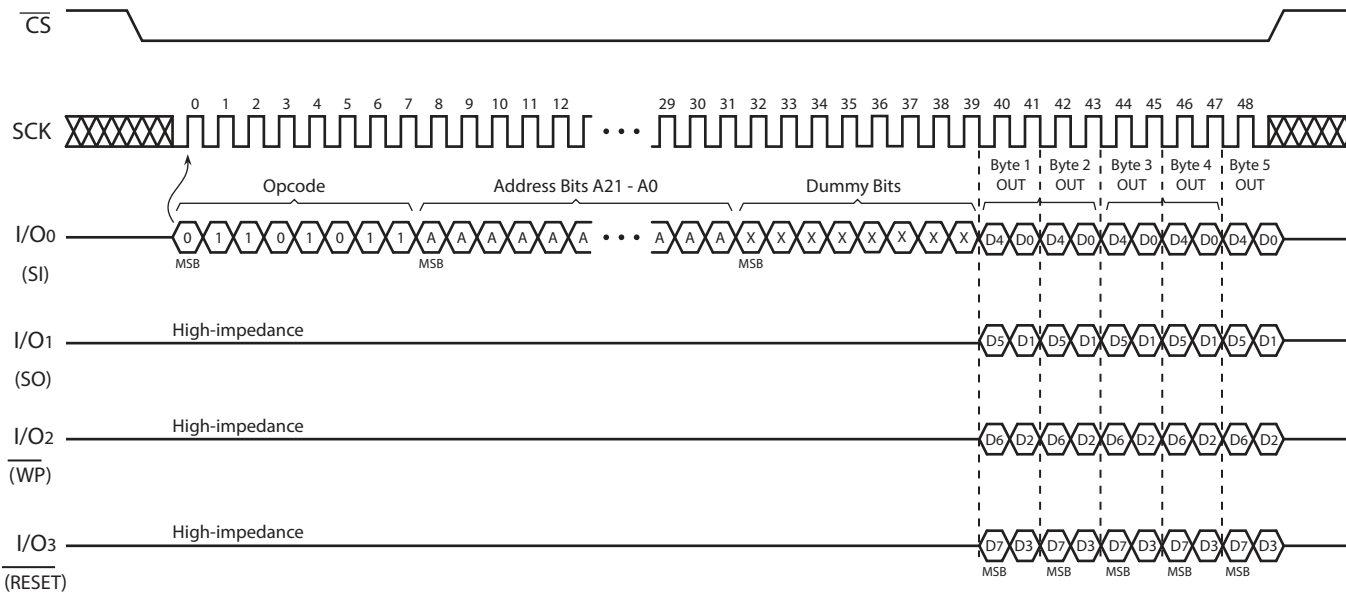 CS
0 1 2 3 4 5 6 7 8 9 10 11 12 29 30 31 32 33 34 35 36 37 38 39 40 41 42 43 44 45 46 47 48
SCK
Byte 1 OUT Byte 2 OUT Byte 3 OUT Byte 4 OUT Byte 5 OUT
Opcode Address Bits A21 - A0 Dummy Bits
I/O0 0 1 1 0 1 0 1 1 A A A A A A ••• A A A X X X X X X X X D4 D0 D4 D0 D4 D0 D4 D0 D4 D0
(SI) MSB MSB MSB
High-impedance
I/O1 D5 D1 D5 D1 D5 D1 D5 D1 D5 D1
(SO)
High-impedance
I/O2 D6 D2 D6 D2 D6 D2 D6 D2 D6 D2
(WP)
High-impedance
I/O3 D7 D3 D7 D3 D7 D3 D7 D3 D7 D3
(RESET) MSB MSB MSB MSB MSB